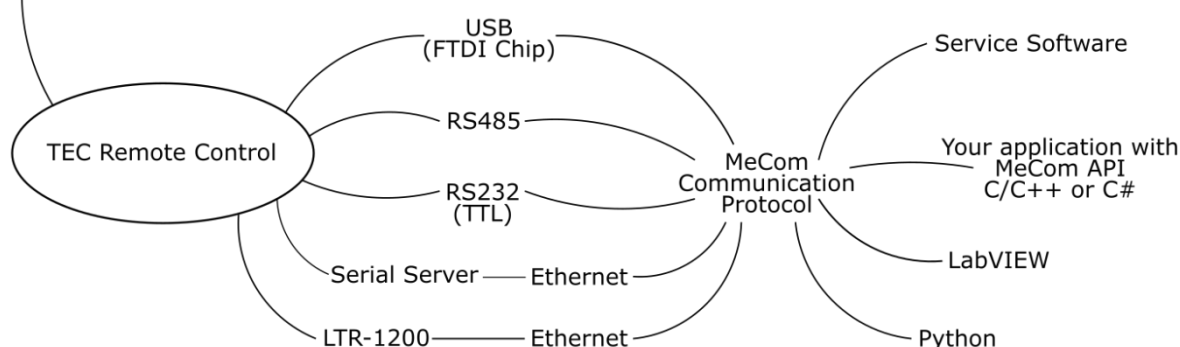 TEC Remote Control
USB
(FTDI Chip)
RS485
RS232
(TTL)
Serial Server
Ethernet
LTR-1200
Ethernet
MeCom
Communication
Protocol
Service Software
Your application with
MeCom API
C/C++ or C#
LabVIEW
Python